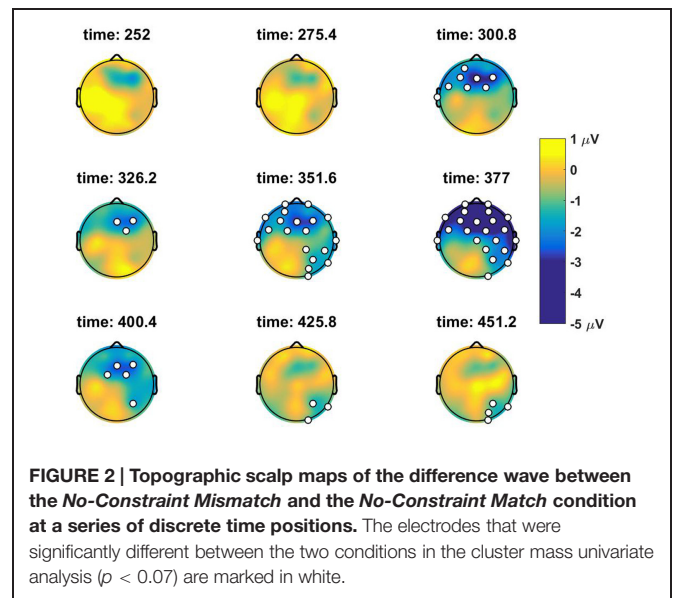 time: 252
time: 275.4
time: 300.8
time: 326.2
time: 351.6
time: 377
time: 400.4
time: 425.8
time: 451.2
1 μV
0
-1
-2
-3
-4
-5 μV
FIGURE 2 | Topographic scalp maps of the difference wave between
the No-Constraint Mismatch and the No-Constraint Match condition
at a series of discrete time positions. The electrodes that were
significantly different between the two conditions in the cluster mass univariate
analysis (p < 0.07) are marked in white.